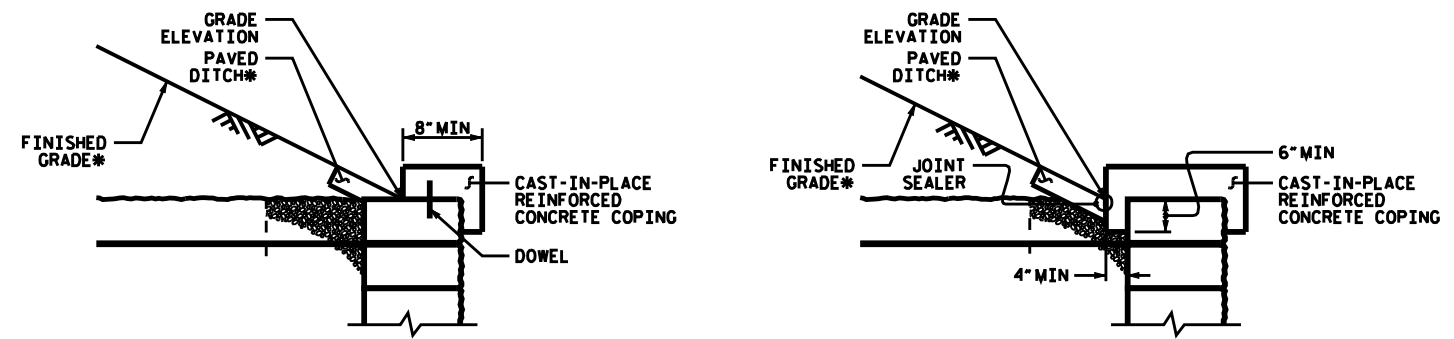 GRADE
ELEVATION
PAVED
DITCH*
8" MIN
FINISHED
GRADE*
CAST-IN-PLACE
REINFORCED
CONCRETE COPING
DOWEL
GRADE
ELEVATION
PAVED
DITCH*
6" MIN
FINISHED
GRADE*
JOINT
SEALER
CAST-IN-PLACE
REINFORCED
CONCRETE COPING
4" MIN